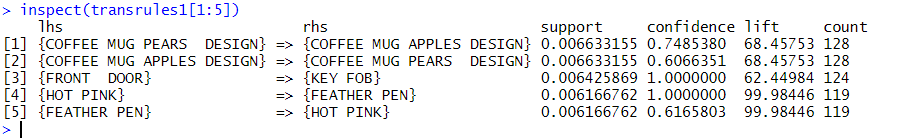 > inspect(transrules1[1:5])
lhs rhs support confidence lift count
[1] {COFFEE MUG PEARS  DESIGN} => {COFFEE MUG APPLES DESIGN} 0.006633155 0.7485380 68.45753 128
[2] {COFFEE MUG APPLES DESIGN} => {COFFEE MUG PEARS  DESIGN} 0.006633155 0.6066351 68.45753 128
[3] {FRONT  DOOR} => {KEY FOB} 0.006425869 1.0000000 62.44984 124
[4] {HOT PINK} => {FEATHER PEN} 0.006166762 1.0000000 99.98446 119
[5] {FEATHER PEN} => {HOT PINK} 0.006166762 0.6165803 99.98446 119
>